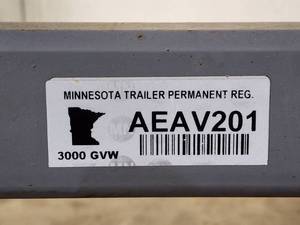 MINNESOTA TRAILER PERMANENT REG.
AEAV201
3000 GVW